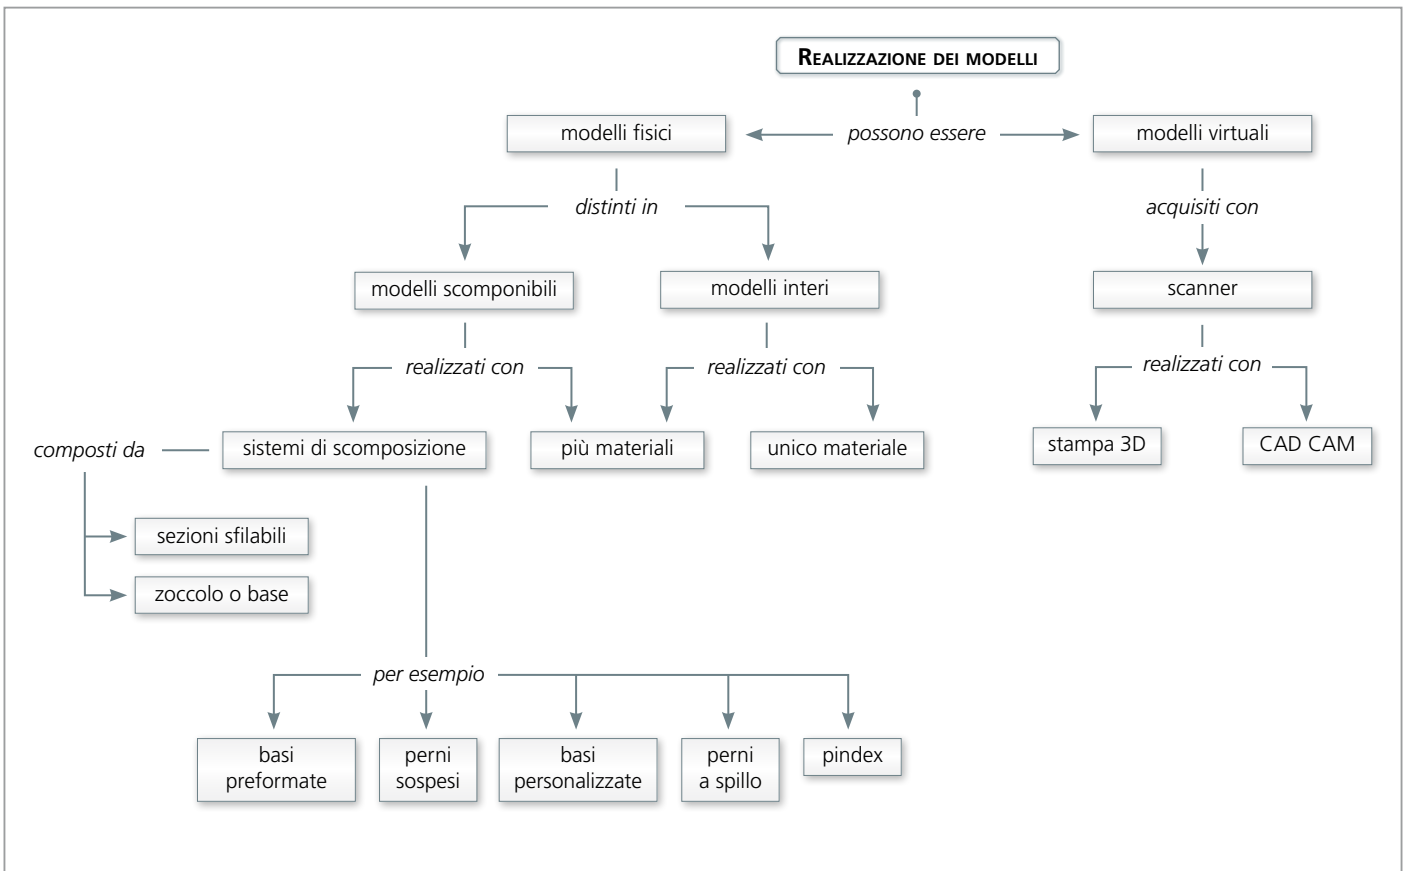 REALIZZAZIONE DEI MODELLI
modelli fisici
possono essere
modelli virtuali
distinti in
acquisiti con
modelli scomponibili
modelli interi
scanner
realizzati con
realizzati con
realizzati con
composti da
sistemi di scomposizione
più materiali
unico materiale
stampa 3D
CAD CAM
sezioni sfilabili
zoccolo o base
per esempio
basi
preformate
perni
sospesi
basi
personalizzate
perni
a spillo
pindex